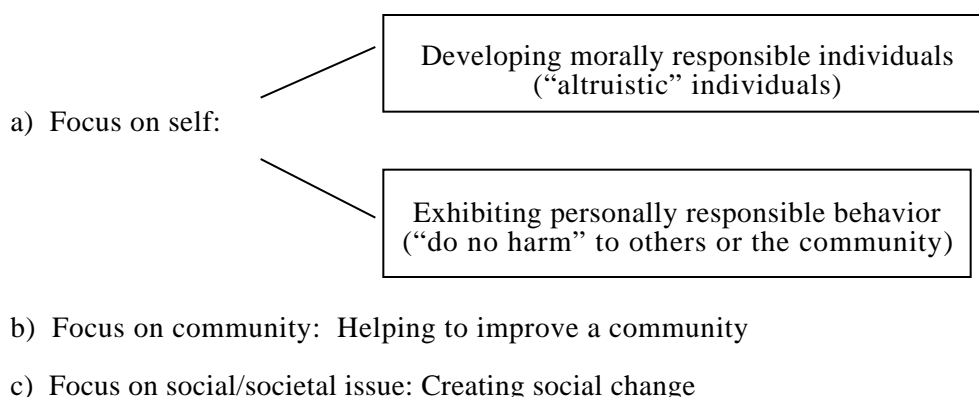 Developing morally responsible individuals
(“altruistic” individuals)
a) Focus on self:
Exhibiting personally responsible behavior
(“do no harm” to others or the community)
b) Focus on community: Helping to improve a community
c) Focus on social/societal issue: Creating social change